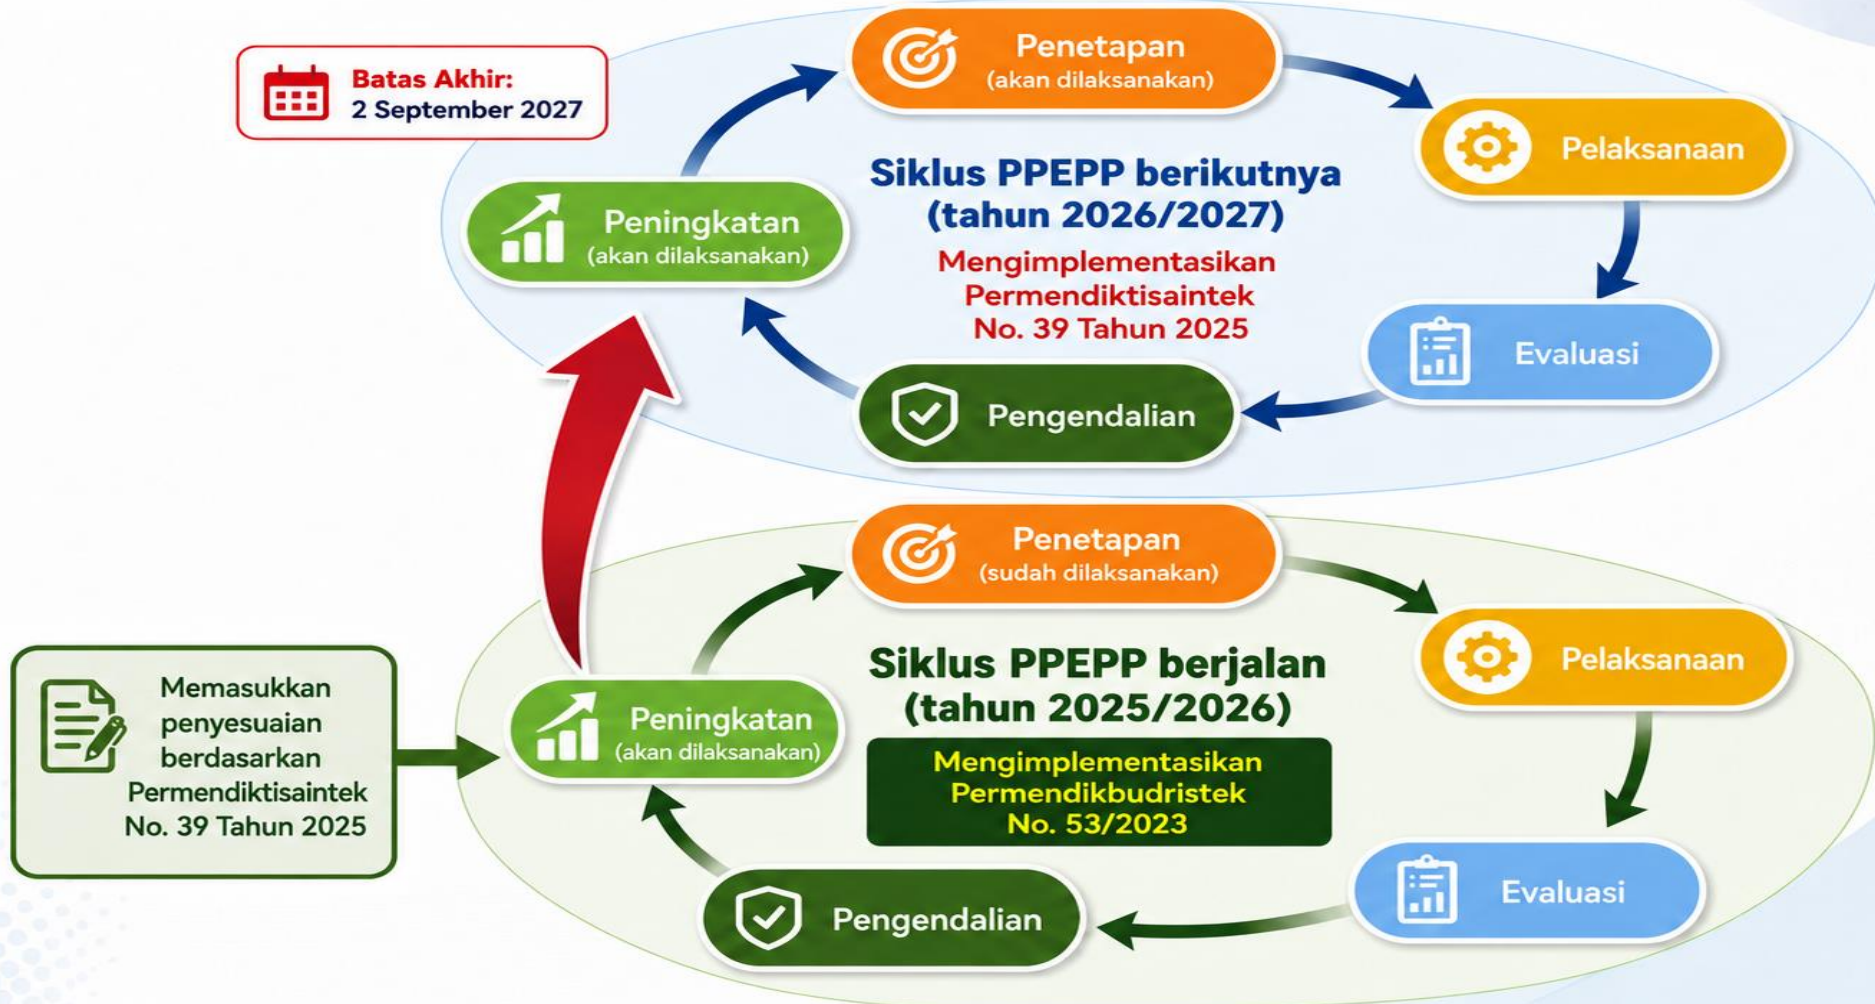 Batas Akhir:
2 September 2027
Penetapan
(akan dilaksanakan)
Pelaksanaan
Siklus PPEPP berikutnya
(tahun 2026/2027)
Mengimplementasikan
Permendiktisaintek
No. 39 Tahun 2025
Peningkatan
(akan dilaksanakan)
Evaluasi
Pengendalian
Penetapan
(sudah dilaksanakan)
Pelaksanaan
Siklus PPEPP berjalan
(tahun 2025/2026)
Mengimplementasikan
Permendikbudristek
No. 53/2023
Memasukkan
penyesuaian
berdasarkan
Permendiktisaintek
No. 39 Tahun 2025
Peningkatan
(akan dilaksanakan)
Evaluasi
Pengendalian